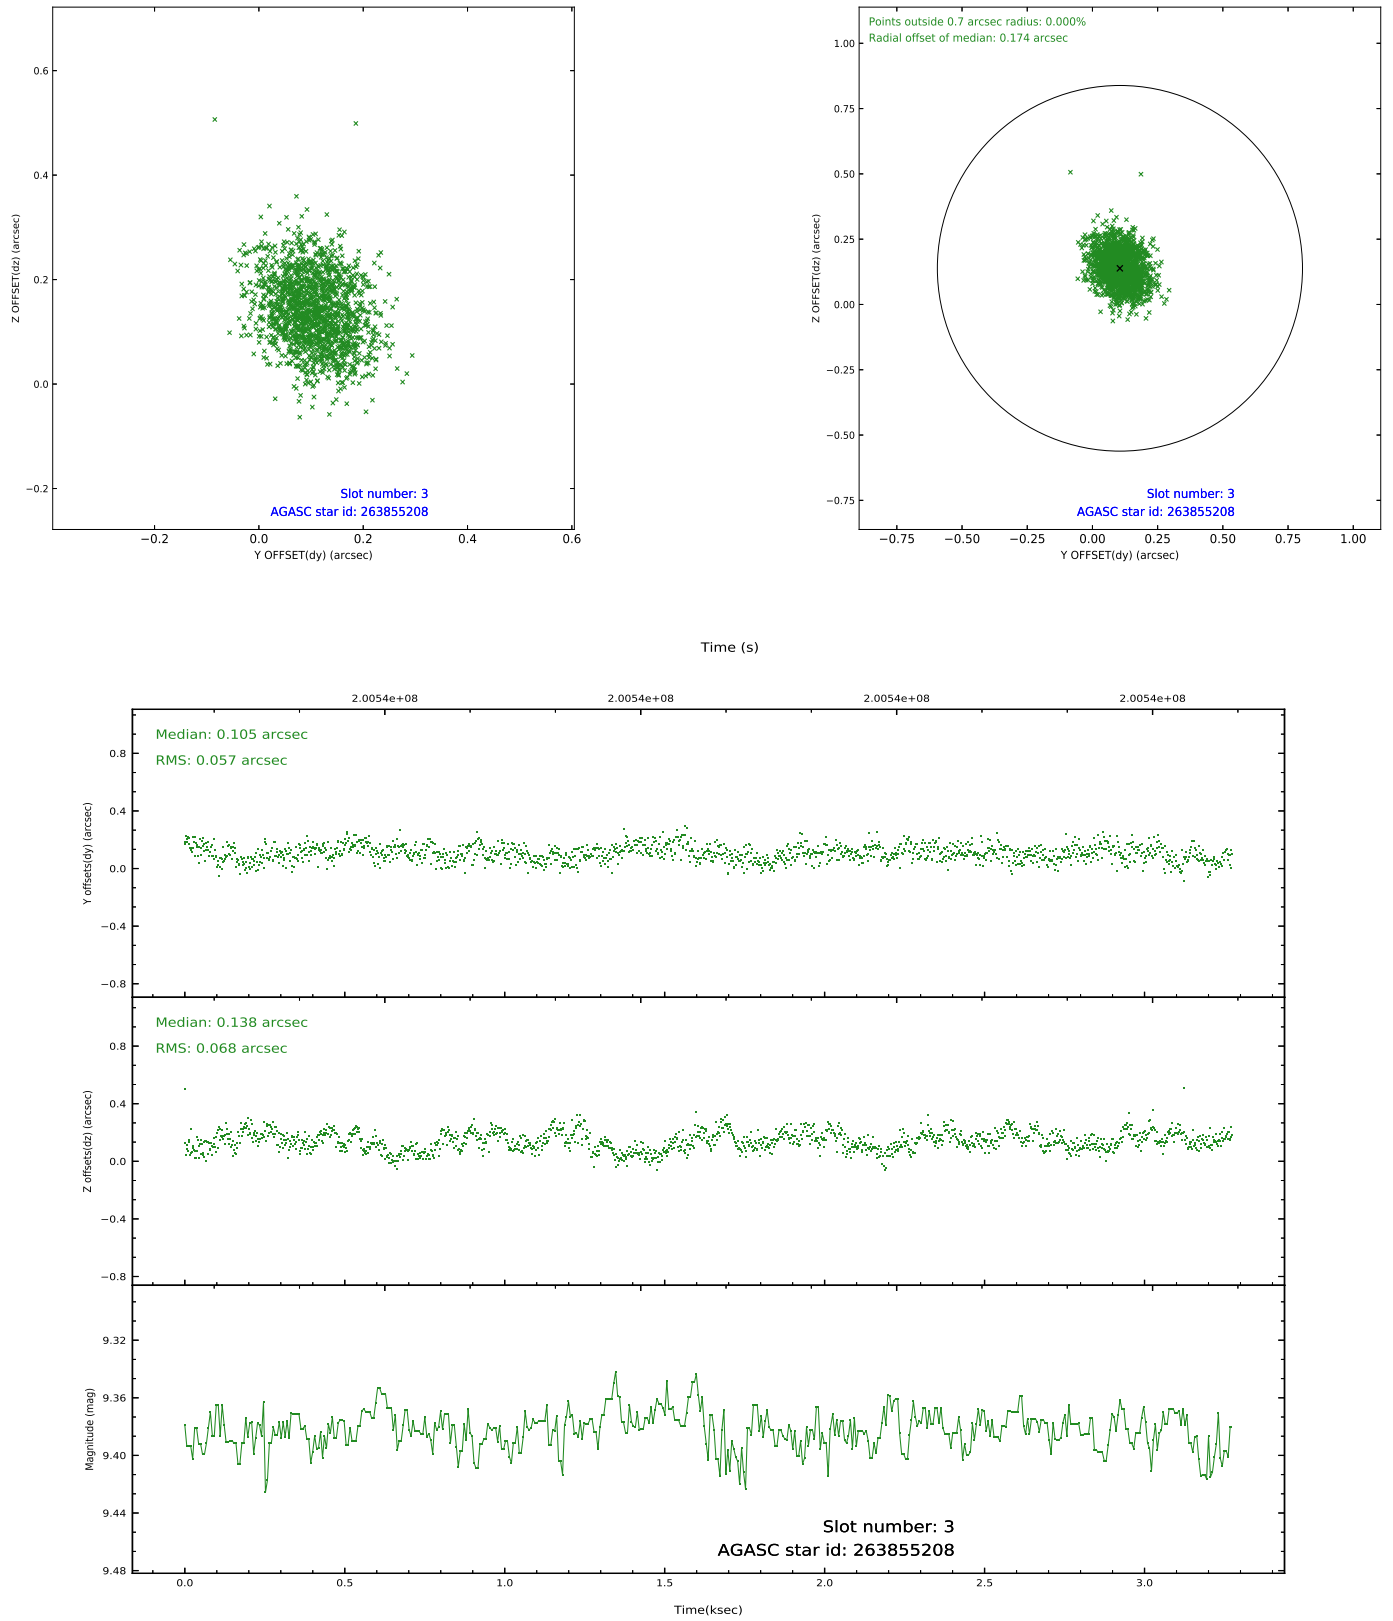 0.6
0.4
0.2
0.0
−0.2
Z OFFSET(dz) (arcsec)
Slot number: 3
AGASC star id: 263855208
−0.2
0.0
0.2
0.4
0.6
Y OFFSET(dy) (arcsec)
Points outside 0.7 arcsec radius: 0.000%
Radial offset of median: 0.174 arcsec
1.00
0.75
0.50
0.25
0.00
−0.25
−0.50
−0.75
Z OFFSET(dz) (arcsec)
Slot number: 3
AGASC star id: 263855208
−0.75
−0.50
−0.25
0.00
0.25
0.50
0.75
1.00
Y OFFSET(dy) (arcsec)
Time (s)
2.0054e+08
2.0054e+08
2.0054e+08
2.0054e+08
Median: 0.105 arcsec
RMS: 0.057 arcsec
0.8
0.4
0.0
−0.4
−0.8
Y offsets(dy) (arcsec)
Median: 0.138 arcsec
RMS: 0.068 arcsec
0.8
0.4
0.0
−0.4
−0.8
Z offsets(dz) (arcsec)
9.32
9.36
9.40
9.44
9.48
Magnitude (mag)
Slot number: 3
AGASC star id: 263855208
0.0
0.5
1.0
1.5
2.0
2.5
3.0
Time(ksec)